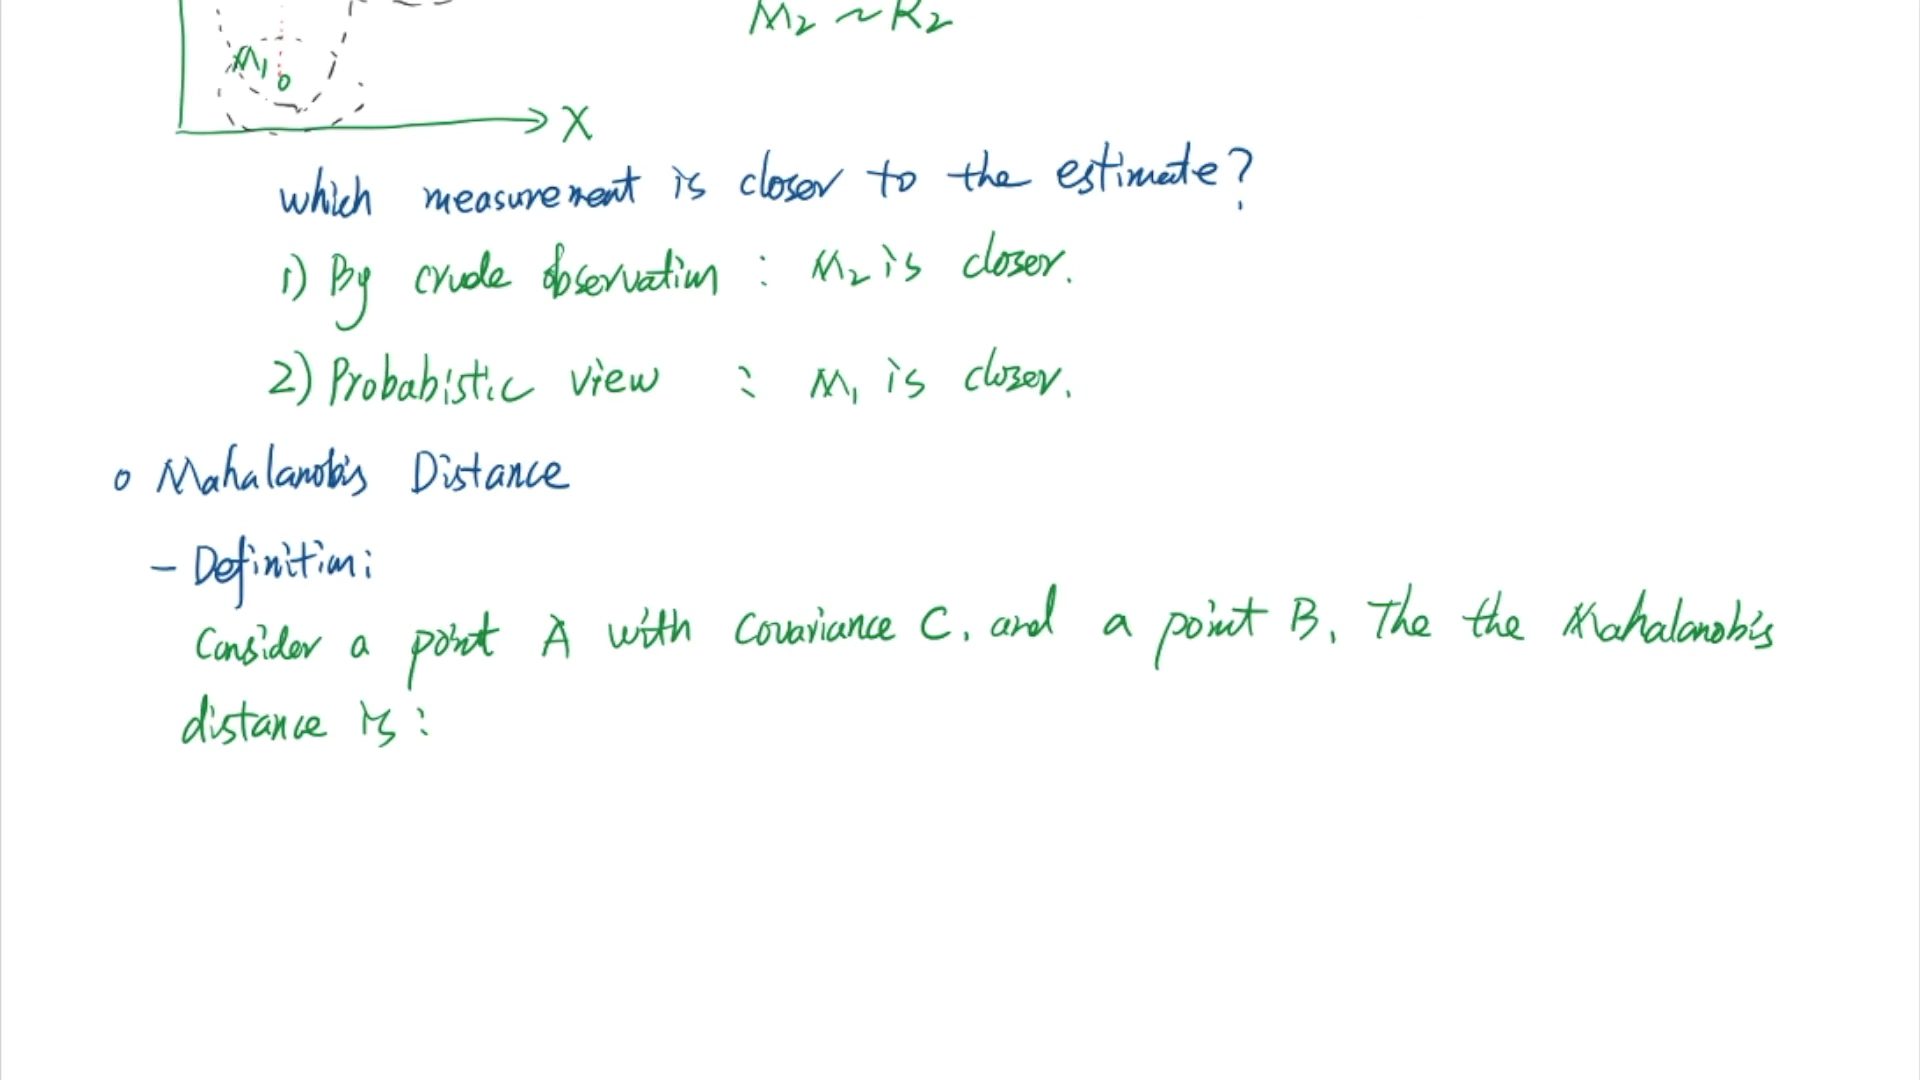 M₂ ~ R₂
M₁
X
which measurement is closer to the estimate?
1) By crude observation : M₂ is closer.
2) Probabistic view : M₁ is closer.
o Mahalanobis Distance
- Definition:
Consider a point A with covariance C, and a point B. The the Mahalanobis
distance is :